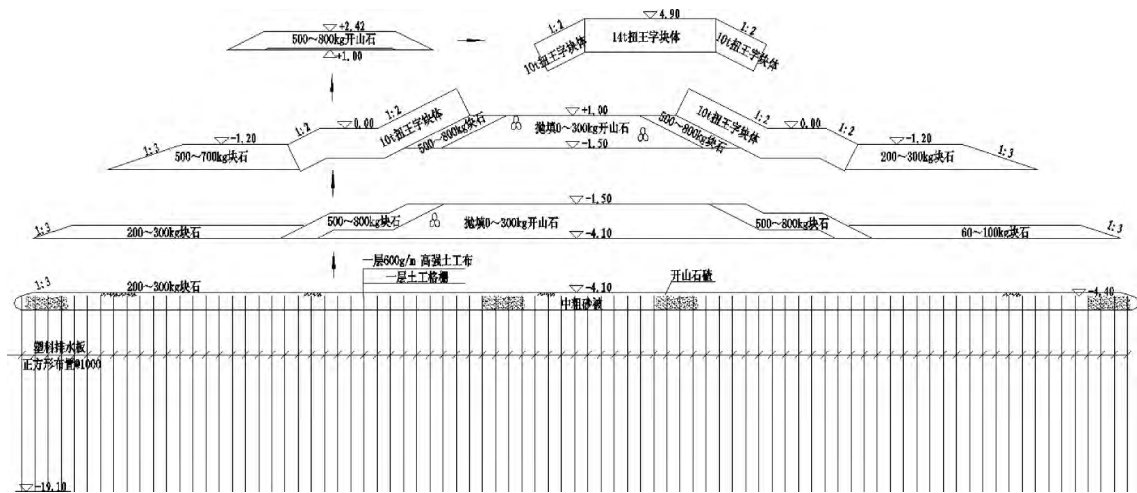 +2.42
500～800kg开山石
+1.00
1:2
10t扭王字块体
4.90
14t扭王字块体
1:2
10t扭王字块体
1:3
-1.20
500～700kg块石
1:2
0.00
1:2
10t扭王字块体
500～800kg块石
+1.00
抛填0～300kg开山石
-1.50
500～800kg块石
10t扭王字块体
1:2
0.00
1:2
-1.20
200～300kg块石
1:3
1:3
200～300kg块石
500～800kg块石
-1.50
抛填0～300kg开山石
-4.10
500～800kg块石
60～100kg块石
1:3
一层600g/m 高强土工布
一层土工格栅
1:3
200～300kg块石
-4.10
中粗砂被
开山石碴
-4.40
塑料排水板
正方形布置@1000
-19.10